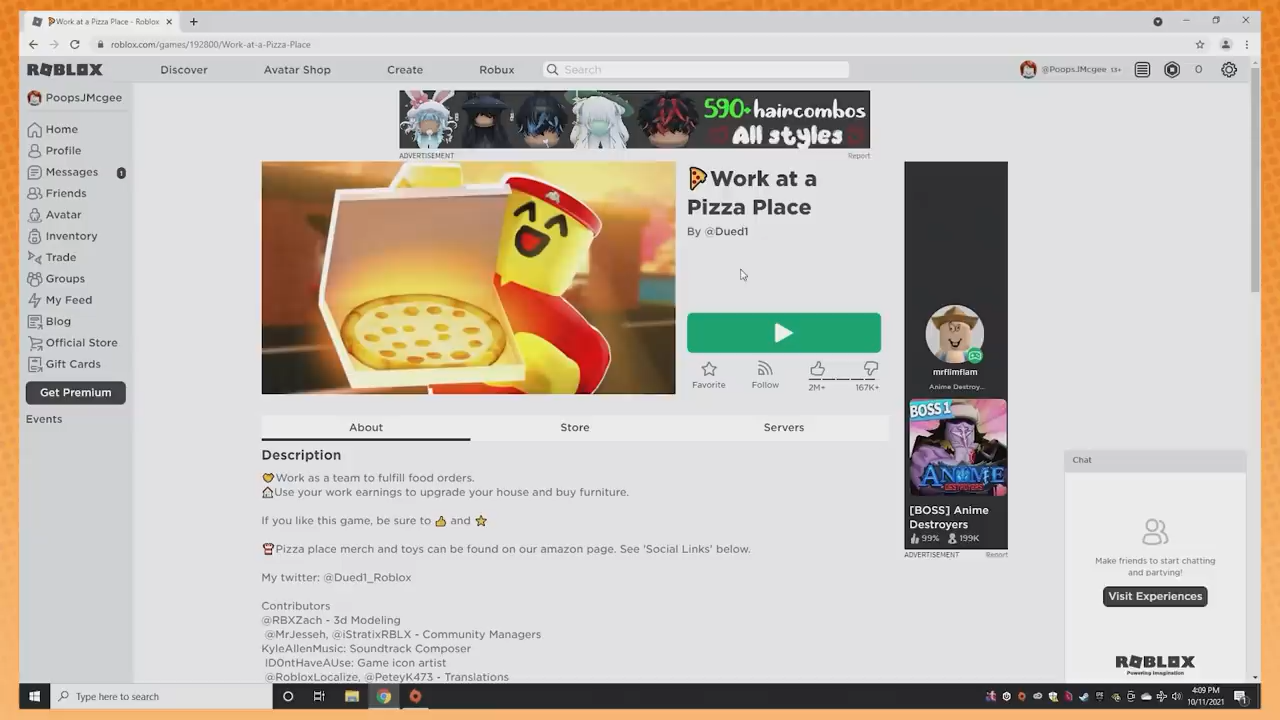 Work at a Pizza Place - Roblox
roblox.com/games/192800/Work-at-a-Pizza-Place
ROBLOX
Discover
Avatar Shop
Create
Robux
Search
@PoopsJMcgee 13+
0
PoopsJMcgee
Home
Profile
Messages 1
Friends
Avatar
Inventory
Trade
Groups
My Feed
Blog
Official Store
Gift Cards
Get Premium
Events
590+ haircombos
All styles
ADVERTISEMENT
Report
Work at a
Pizza Place
By @Dued1
Favorite
Follow
2M+
167K+
About
Store
Servers
Description
Work as a team to fulfill food orders.
Use your work earnings to upgrade your house and buy furniture.
If you like this game, be sure to 👍 and ⭐
Pizza place merch and toys can be found on our amazon page. See 'Social Links' below.
My twitter: @Dued1_Roblox
Contributors
@RBXZach - 3d Modeling
@MrJesseh, @iStratixRBLX - Community Managers
KyleAllenMusic: Soundtrack Composer
ID0ntHaveAUse: Game icon artist
@RobloxLocalize, @PeteyK473 - Translations
mrflimflam
Anime Destroy...
BOSS 1
ANIME
DESTROYERS
[BOSS] Anime
Destroyers
99%
199K
ADVERTISEMENT
Report
Chat
Make friends to start chatting
and partying!
Visit Experiences
ROBLOX
Powering Imagination
Type here to search
4:09 PM
10/11/2021